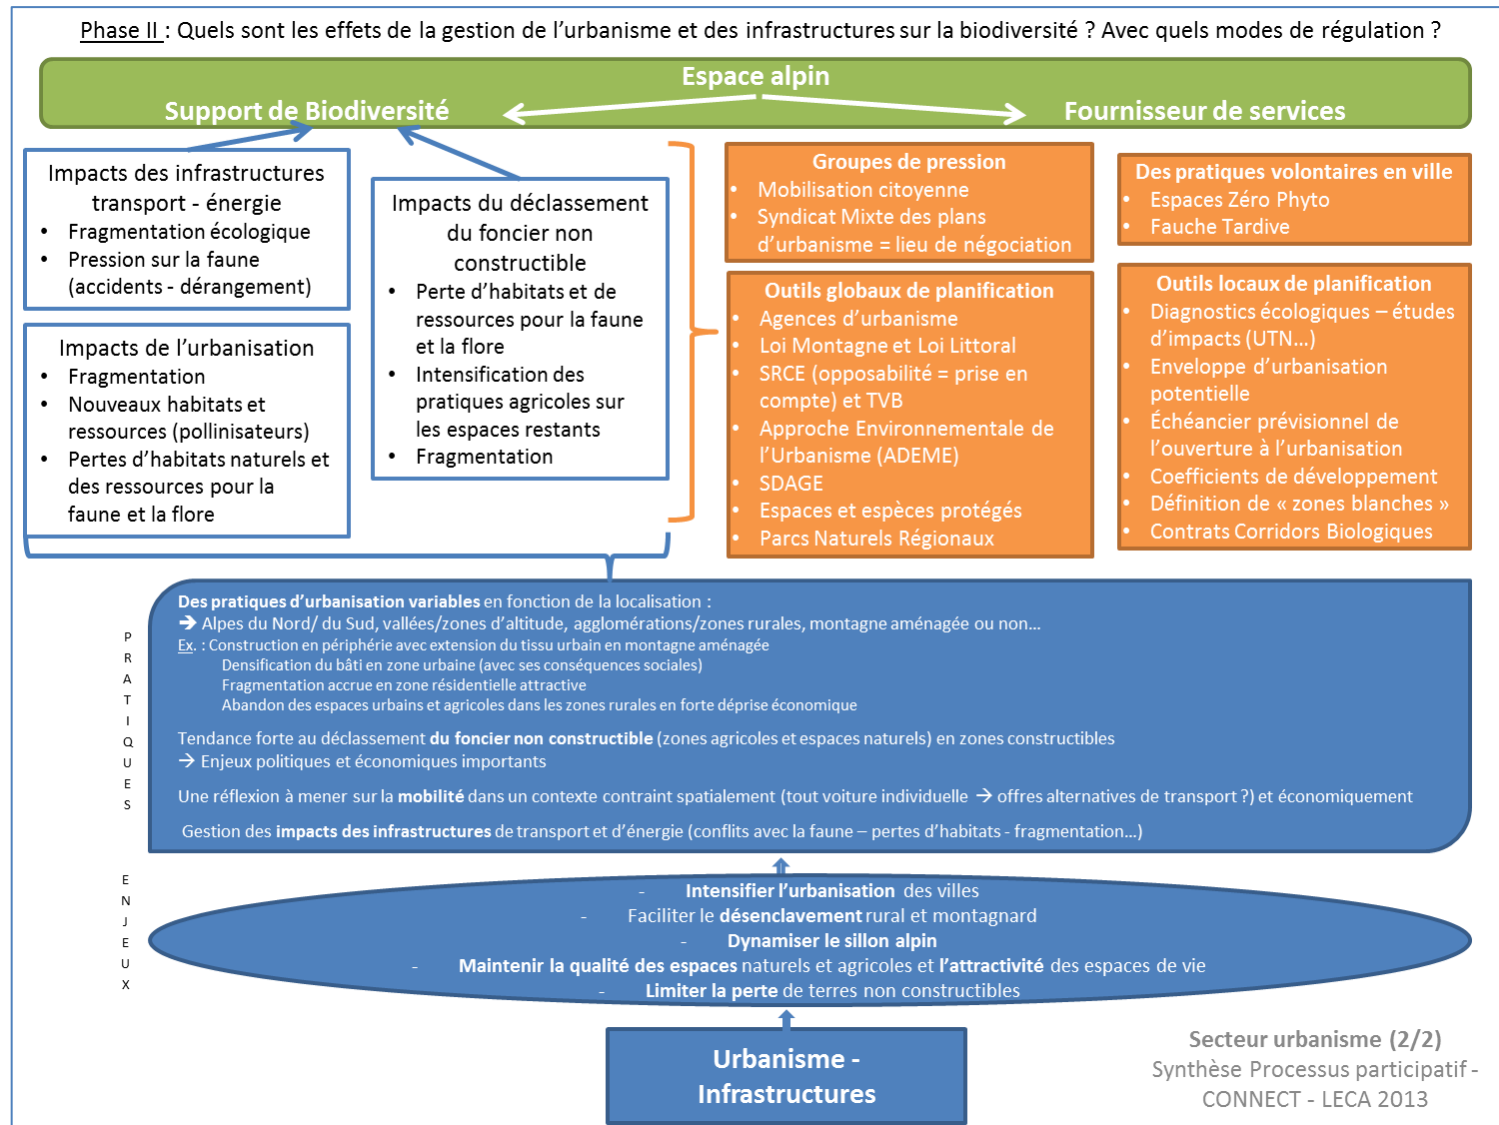 Phase II : Quels sont les effets de la gestion de l’urbanisme et des infrastructures sur la biodiversité ? Avec quels modes de régulation ?
Espace alpin
Support de Biodiversité
Fournisseur de services
Impacts des infrastructures
transport - énergie
• Fragmentation écologique
• Pression sur la faune
(accidents - dérangement)
Impacts de l’urbanisation
• Fragmentation
• Nouveaux habitats et
ressources (pollinisateurs)
• Pertes d’habitats naturels et
des ressources pour la
faune et la flore
Impacts du déclassement
du foncier non
constructible
• Perte d’habitats et de
ressources pour la faune
et la flore
• Intensification des
pratiques agricoles sur
les espaces restants
• Fragmentation
Groupes de pression
• Mobilisation citoyenne
• Syndicat Mixte des plans
d’urbanisme = lieu de négociation
Outils globaux de planification
• Agences d’urbanisme
• Loi Montagne et Loi Littoral
• SRCE (opposabilité = prise en
compte) et TVB
• Approche Environnementale de
l’Urbanisme (ADEME)
• SDAGE
• Espaces et espèces protégés
• Parcs Naturels Régionaux
Des pratiques volontaires en ville
• Espaces Zéro Phyto
• Fauche Tardive
Outils locaux de planification
• Diagnostics écologiques – études
d’impacts (UTN…)
• Enveloppe d’urbanisation
potentielle
• Échéancier prévisionnel de
l’ouverture à l’urbanisation
• Coefficients de développement
• Définition de « zones blanches »
• Contrats Corridors Biologiques
PRATIQUES
Des pratiques d’urbanisation variables en fonction de la localisation :
➔ Alpes du Nord/ du Sud, vallées/zones d’altitude, agglomérations/zones rurales, montagne aménagée ou non…
Ex. : Construction en périphérie avec extension du tissu urbain en montagne aménagée
Densification du bâti en zone urbaine (avec ses conséquences sociales)
Fragmentation accrue en zone résidentielle attractive
Abandon des espaces urbains et agricoles dans les zones rurales en forte déprise économique
Tendance forte au déclassement du foncier non constructible (zones agricoles et espaces naturels) en zones constructibles
→ Enjeux politiques et économiques importants
Une réflexion à mener sur la mobilité dans un contexte contraint spatialement (tout voiture individuelle → offres alternatives de transport ?) et économiquement
Gestion des impacts des infrastructures de transport et d’énergie (conflits avec la faune – pertes d’habitats - fragmentation…)
ENJEUX
- Intensifier l’urbanisation des villes
- Faciliter le désenclavement rural et montagnard
- Dynamiser le sillon alpin
- Maintenir la qualité des espaces naturels et agricoles et l’attractivité des espaces de vie
- Limiter la perte de terres non constructibles
Urbanisme -
Infrastructures
Secteur urbanisme (2/2)
Synthèse Processus participatif -
CONNECT - LECA 2013